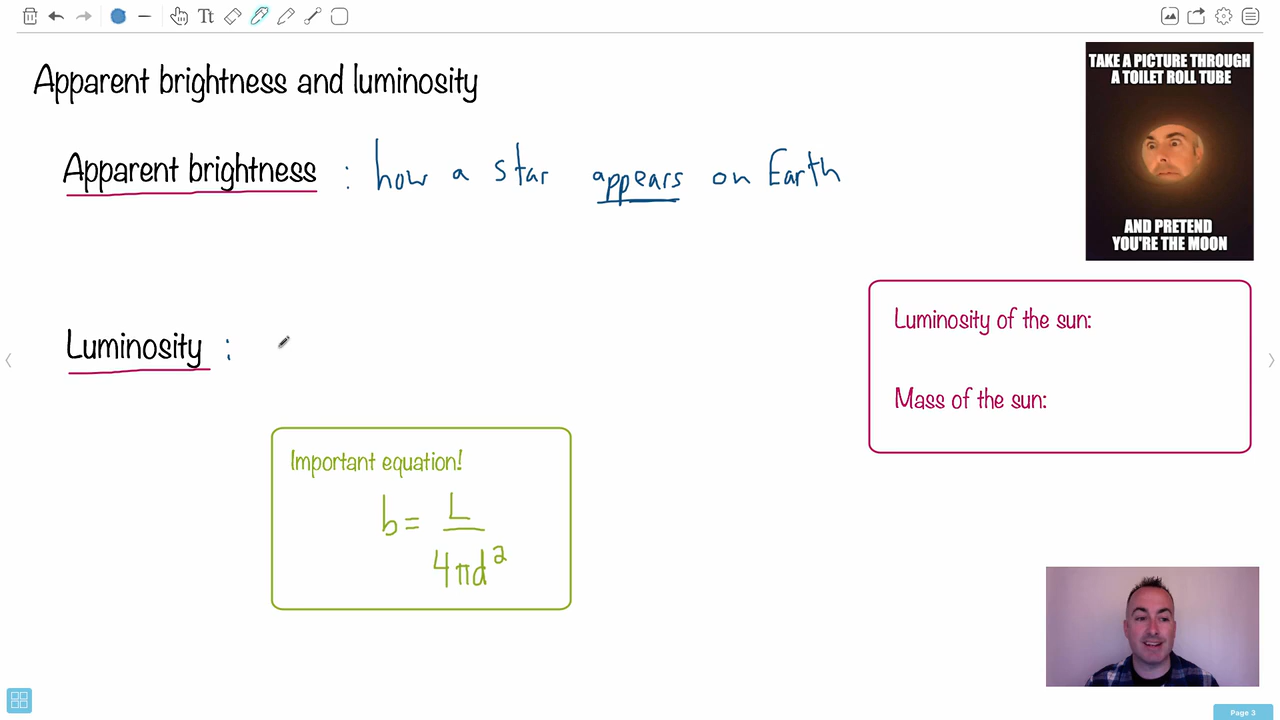 Tt
Apparent brightness and luminosity
TAKE A PICTURE THROUGH
A TOILET ROLL TUBE
AND PRETEND
YOU'RE THE MOON
Apparent brightness : how a star appears on Earth
Luminosity :
Luminosity of the sun:
Mass of the sun:
Important equation!
b = L
4πd²
Page 3